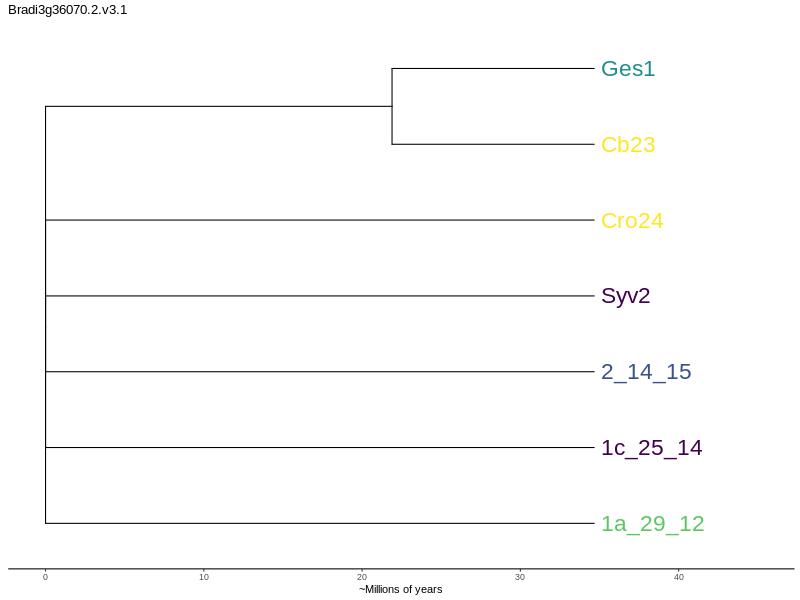 Bradi3g36070.2.v3.1
Ges1
Cb23
Cro24
Syv2
2_14_15
1c_25_14
1a_29_12
0 10 20 30 40
~Millions of years